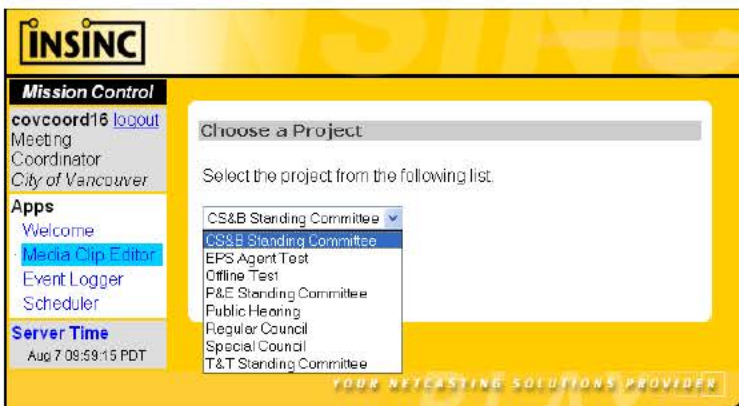 INSINC
Mission Control
covcoord16 logout
Meeting
Coordinator
City of Vancouver
Apps
Welcome
Media Clip Editor
Event Logger
Scheduler
Server Time
Aug 7 09:59:15 PDT
Choose a Project
Select the project from the following list.
CS&B Standing Committee
CS&B Standing Committee
EPS Agent Test
Offline Test
P&E Standing Committee
Public Hearing
Regular Council
Special Council
T&T Standing Committee
YOUR NETCASTING SOLUTIONS PROVIDER